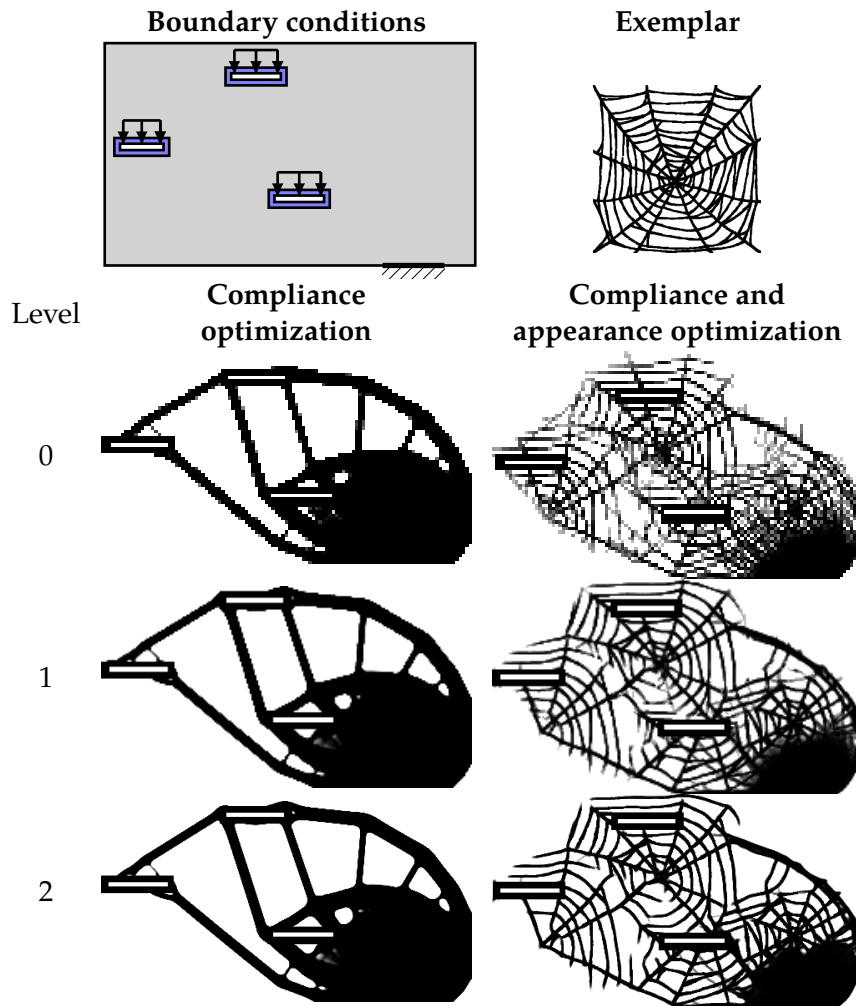 Boundary conditions
Exemplar
Level
Compliance
optimization
Compliance and
appearance optimization
0
1
2